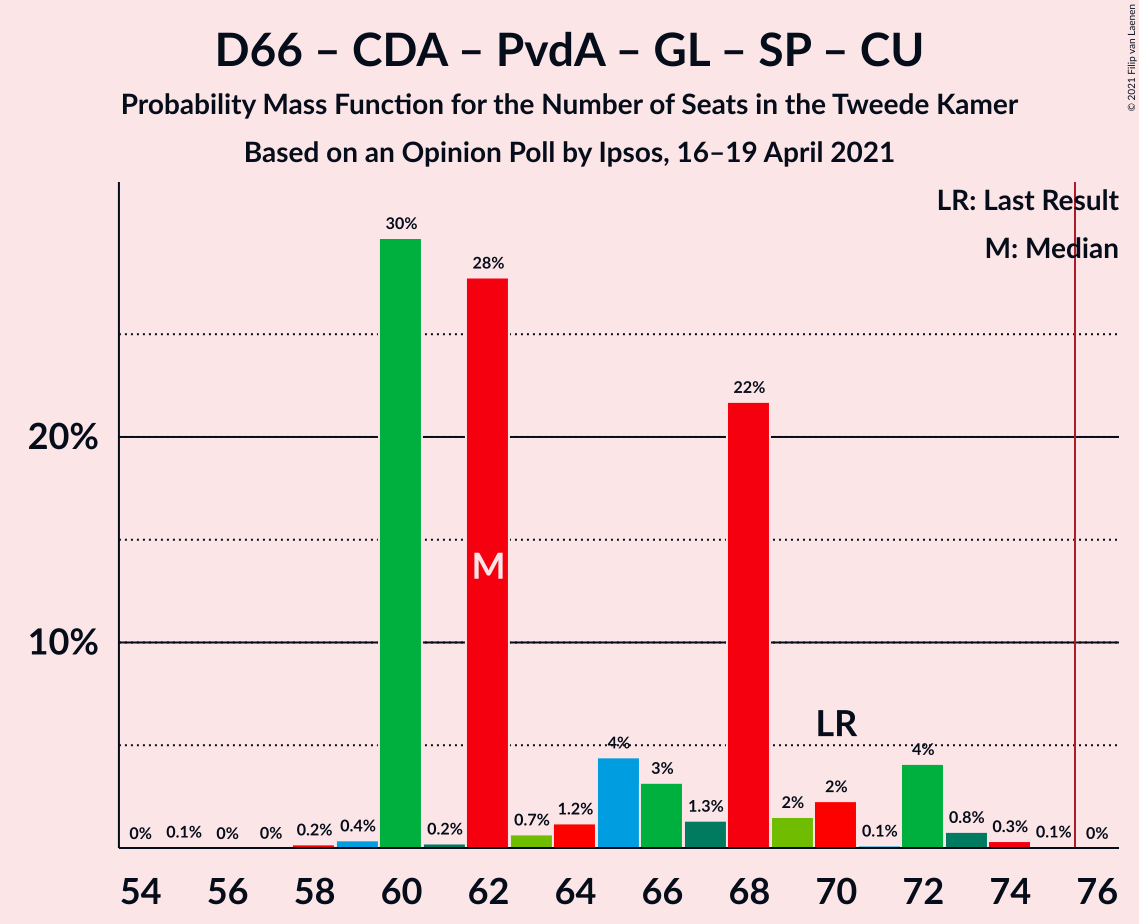 D66 – CDA – PvdA – GL – SP – CU
Probability Mass Function for the Number of Seats in the Tweede Kamer
Based on an Opinion Poll by Ipsos, 16–19 April 2021
© 2021 Filip van Laenen
LR: Last Result
M: Median
30%
28%
22%
20%
M
10%
LR
0% 0.1% 0% 0% 0.2% 0.4% 0.2% 0.7% 1.2% 4% 3% 1.3% 2% 2% 0.1% 4% 0.8% 0.3% 0.1% 0%
54 56 58 60 62 64 66 68 70 72 74 76